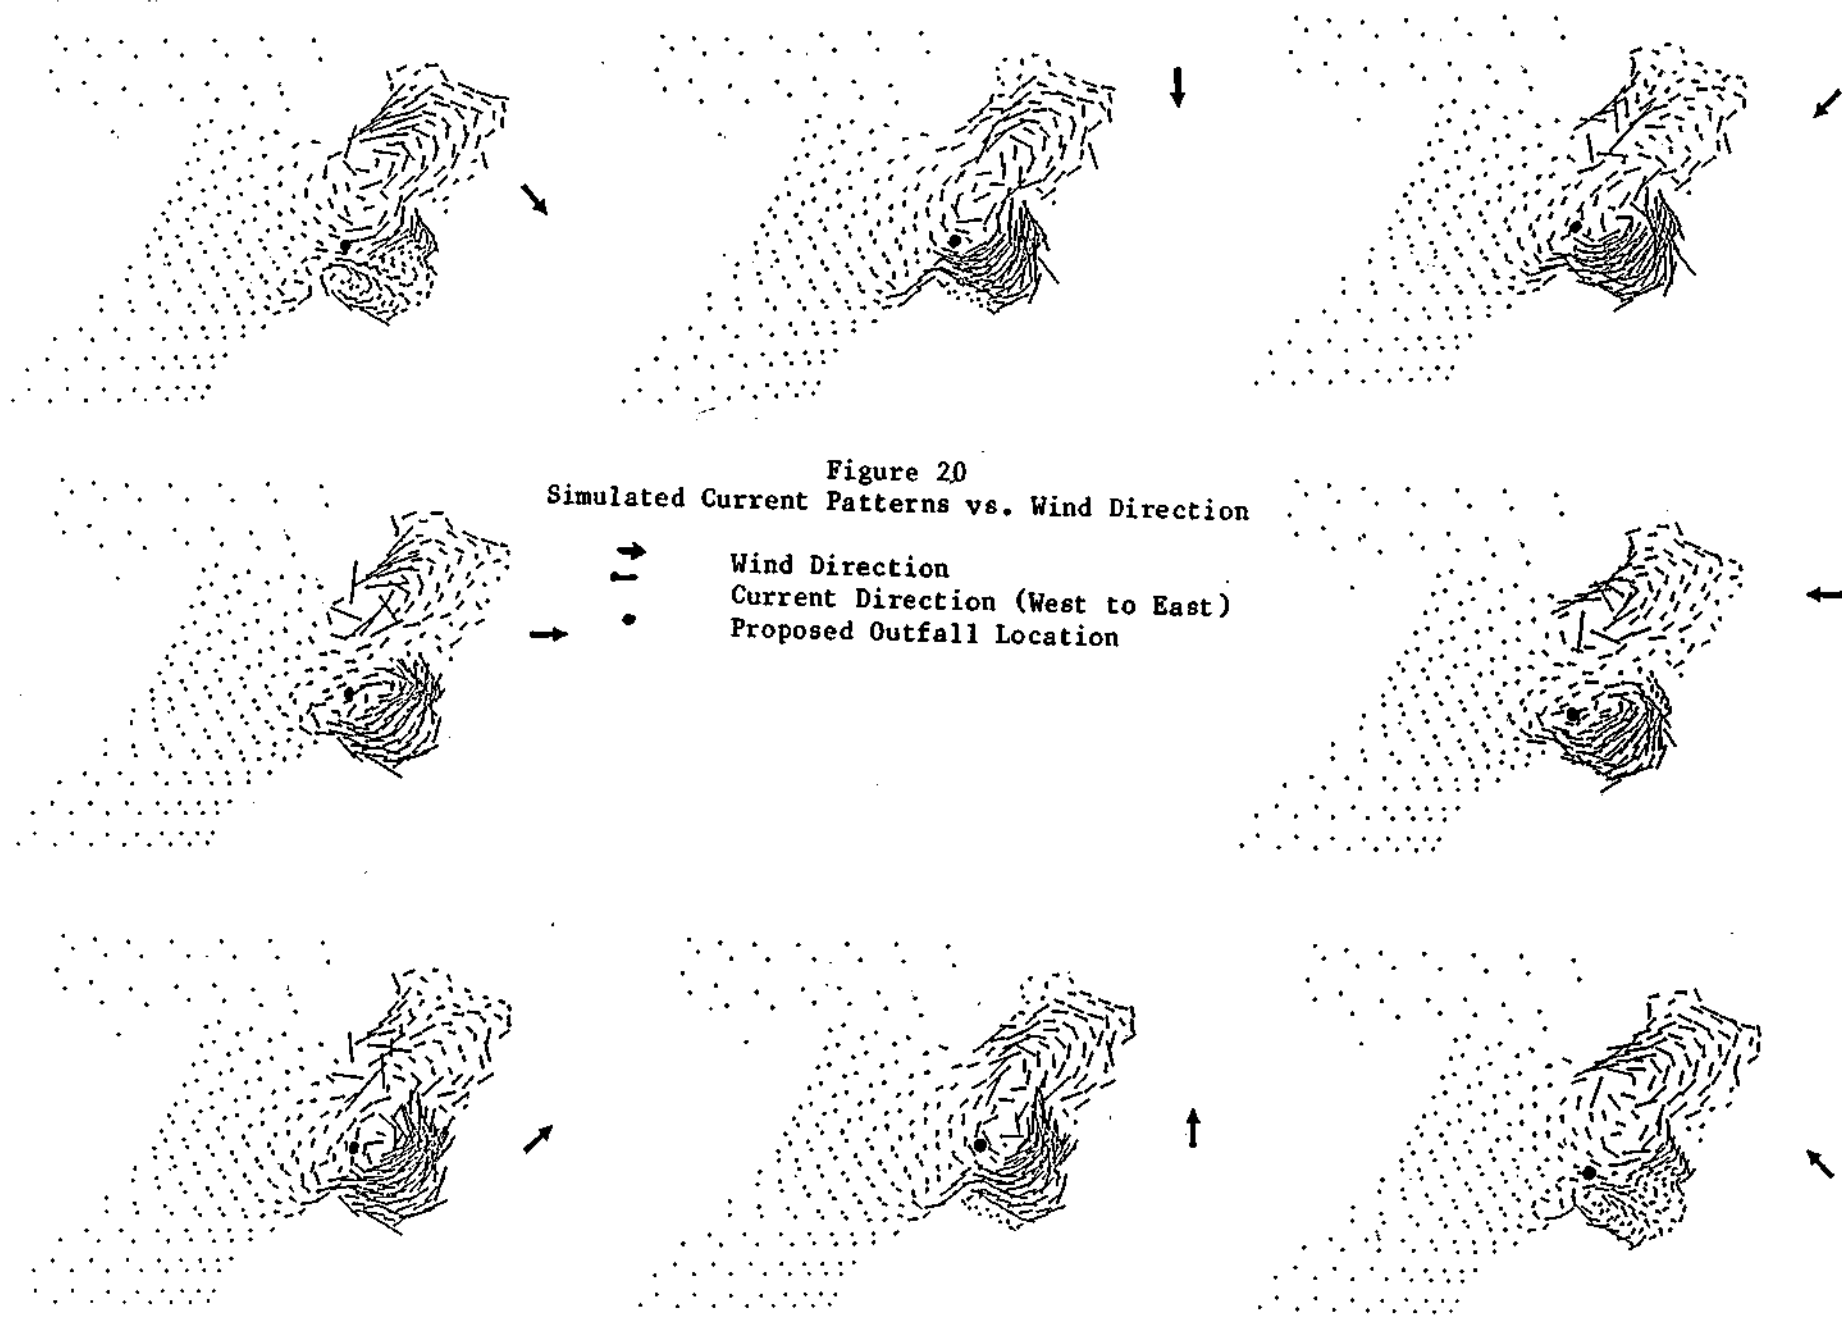 Figure 20
Simulated Current Patterns vs. Wind Direction
Wind Direction
Current Direction (West to East)
Proposed Outfall Location